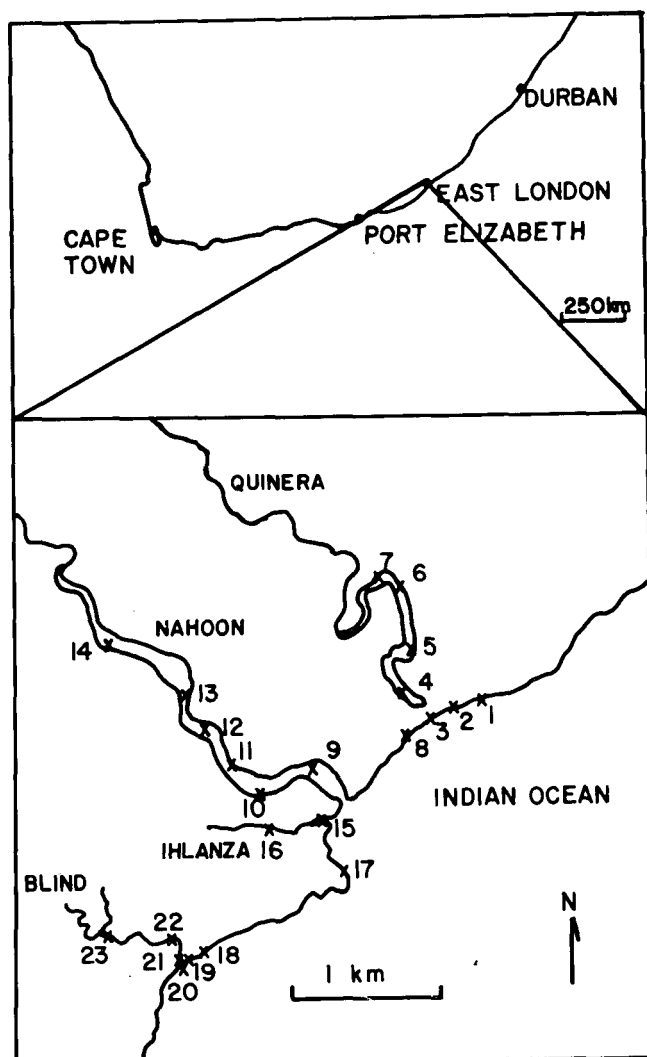 DURBAN
EAST LONDON
PORT ELIZABETH
CAPE
TOWN
250km
QUINERA
7
6
NAHOON
5
14
4
13
1
2
3
12
8
11
9
10
INDIAN OCEAN
15
IHLANZA 16
17
BLIND
N
22
23
18
21
19
20
1 km